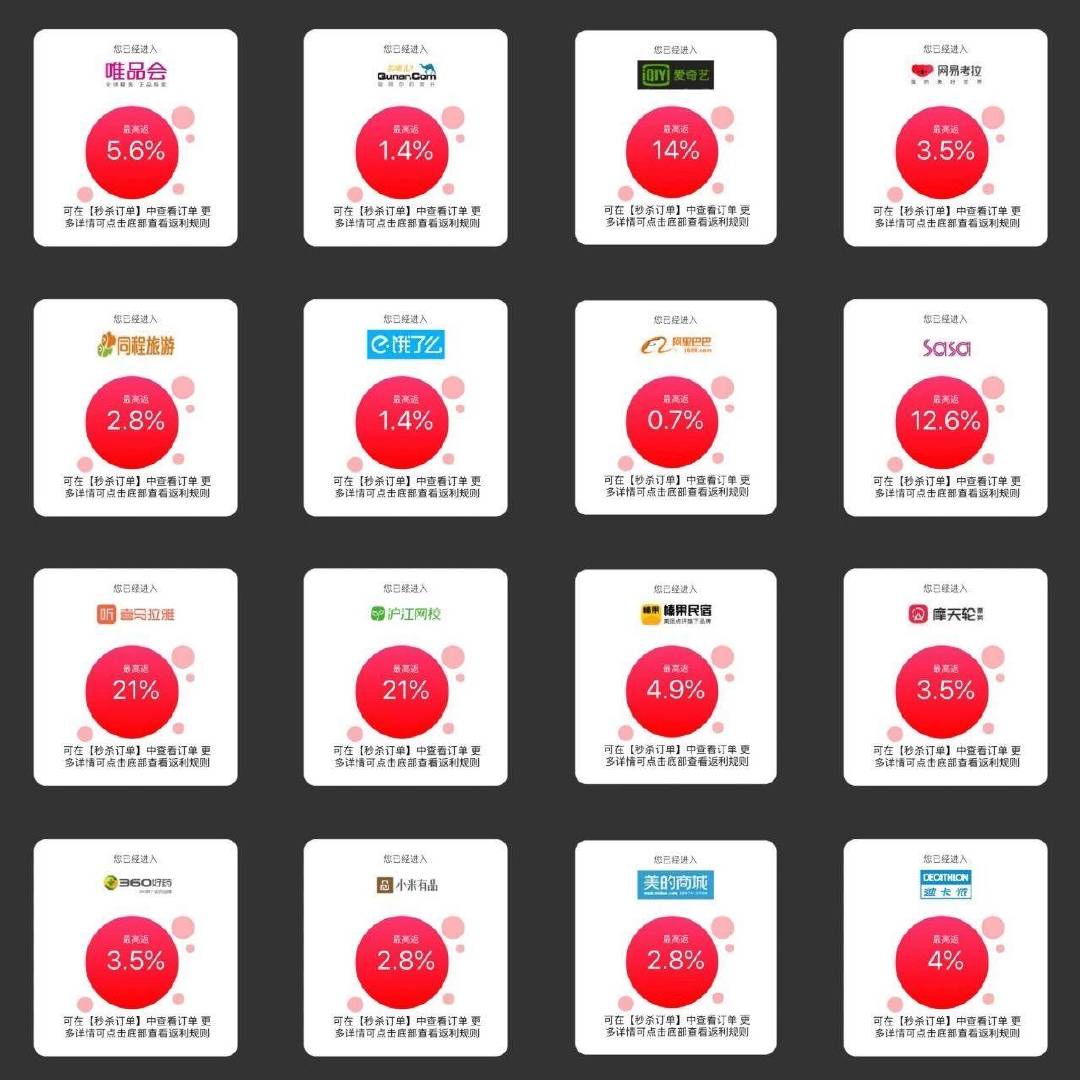 您已经进入
唯品会
最高返
5.6%
可在【秒杀订单】中查看订单 更
多详情可点击底部查看返利规则
您已经进入
Qunar.Com
最高返
1.4%
可在【秒杀订单】中查看订单 更
多详情可点击底部查看返利规则
您已经进入
QIY 爱奇艺
最高返
14%
可在【秒杀订单】中查看订单 更
多详情可点击底部查看返利规则
您已经进入
网易考拉
最高返
3.5%
可在【秒杀订单】中查看订单 更
多详情可点击底部查看返利规则
您已经进入
同程旅游
最高返
2.8%
可在【秒杀订单】中查看订单 更
多详情可点击底部查看返利规则
您已经进入
饿了么
最高返
1.4%
可在【秒杀订单】中查看订单 更
多详情可点击底部查看返利规则
您已经进入
阿里巴巴
1688.com
最高返
0.7%
可在【秒杀订单】中查看订单 更
多详情可点击底部查看返利规则
您已经进入
sasa
最高返
12.6%
可在【秒杀订单】中查看订单 更
多详情可点击底部查看返利规则
您已经进入
听 喜马拉雅
最高返
21%
可在【秒杀订单】中查看订单 更
多详情可点击底部查看返利规则
您已经进入
沪江网校
最高返
21%
可在【秒杀订单】中查看订单 更
多详情可点击底部查看返利规则
您已经进入
榛果 榛果民宿
美团点评旗下品牌
最高返
4.9%
可在【秒杀订单】中查看订单 更
多详情可点击底部查看返利规则
您已经进入
摩天轮票务
最高返
3.5%
可在【秒杀订单】中查看订单 更
多详情可点击底部查看返利规则
您已经进入
360好药
最高返
3.5%
可在【秒杀订单】中查看订单 更
多详情可点击底部查看返利规则
您已经进入
小米有品
最高返
2.8%
可在【秒杀订单】中查看订单 更
多详情可点击底部查看返利规则
您已经进入
美的商城
最高返
2.8%
可在【秒杀订单】中查看订单 更
多详情可点击底部查看返利规则
您已经进入
DECATHLON
迪卡侬
最高返
4%
可在【秒杀订单】中查看订单 更
多详情可点击底部查看返利规则